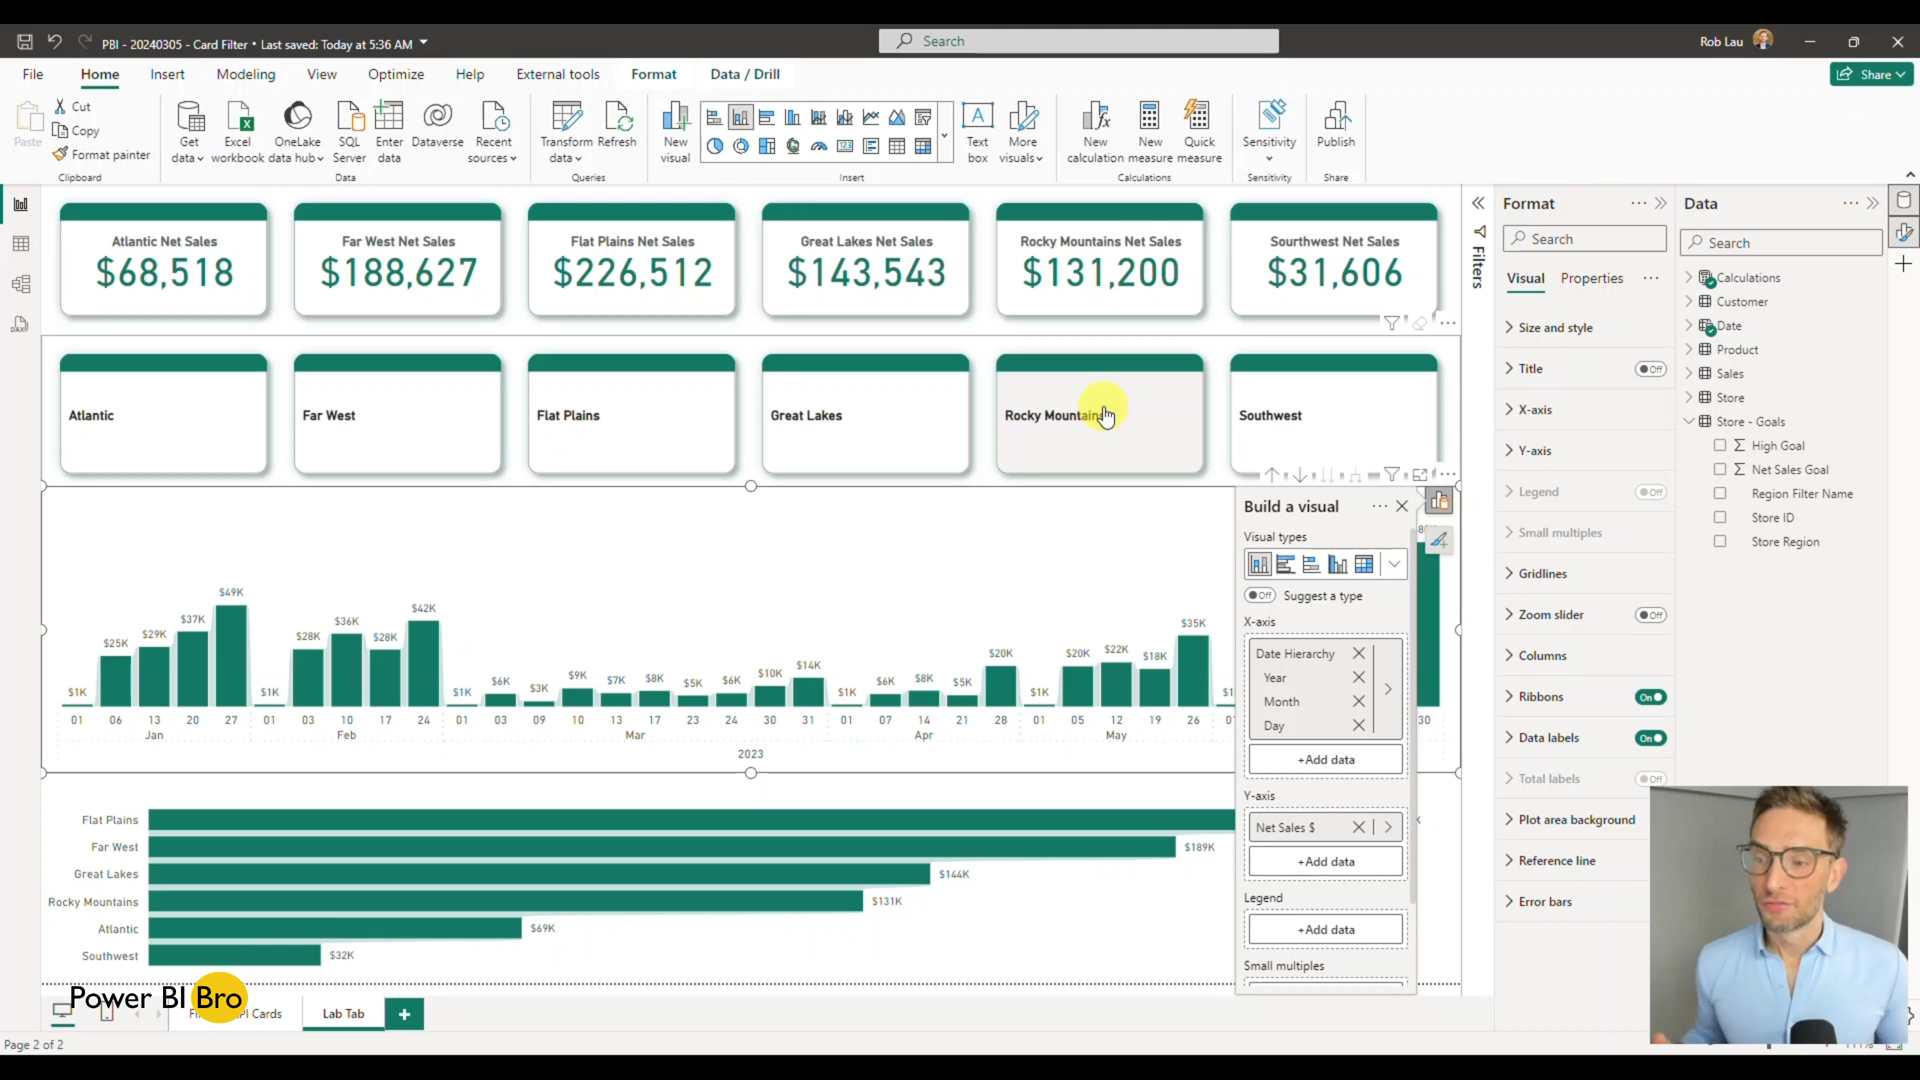 PBI - 20240305 - Card Filter • Last saved: Today at 5:36 AM
Search
Rob Lau
File
Home
Insert
Modeling
View
Optimize
Help
External tools
Format
Data / Drill
Share
Paste
Cut
Copy
Format painter
Clipboard
Get data
Excel workbook
OneLake data hub
SQL Server
Enter data
Dataverse
Recent sources
Data
Transform data
Refresh
Queries
New visual
Insert
Text box
More visuals
New calculation
New measure
Quick measure
Calculations
Sensitivity
Sensitivity
Publish
Share
Atlantic Net Sales
$68,518
Far West Net Sales
$188,627
Flat Plains Net Sales
$226,512
Great Lakes Net Sales
$143,543
Rocky Mountains Net Sales
$131,200
Sourthwest Net Sales
$31,606
Atlantic
Far West
Flat Plains
Great Lakes
Rocky Mountains
Southwest
$1K $25K $29K $37K $49K $1K $28K $36K $28K $42K $1K $6K $3K $9K $7K $8K $5K $6K $10K $14K $1K $6K $8K $5K $20K $1K $20K $22K $18K $35K
01 06 13 20 27 01 03 10 17 24 01 03 09 10 13 17 23 24 30 31 01 07 14 21 28 01 05 12 19 26 30
Jan Feb Mar Apr May
2023
Flat Plains
Far West $189K
Great Lakes $144K
Rocky Mountains $131K
Atlantic $69K
Southwest $32K
Build a visual
Visual types
Off Suggest a type
X-axis
Date Hierarchy
Year
Month
Day
+Add data
Y-axis
Net Sales $
+Add data
Legend
+Add data
Small multiples
Filters
Format
Search
Visual Properties
Size and style
Title Off
X-axis
Y-axis
Legend Off
Small multiples
Gridlines
Zoom slider Off
Columns
Ribbons On
Data labels On
Total labels Off
Plot area background
Reference line
Error bars
Data
Search
Calculations
Customer
Date
Product
Sales
Store
Store - Goals
High Goal
Net Sales Goal
Region Filter Name
Store ID
Store Region
Power BI Bro
PI Cards
Lab Tab
Page 2 of 2